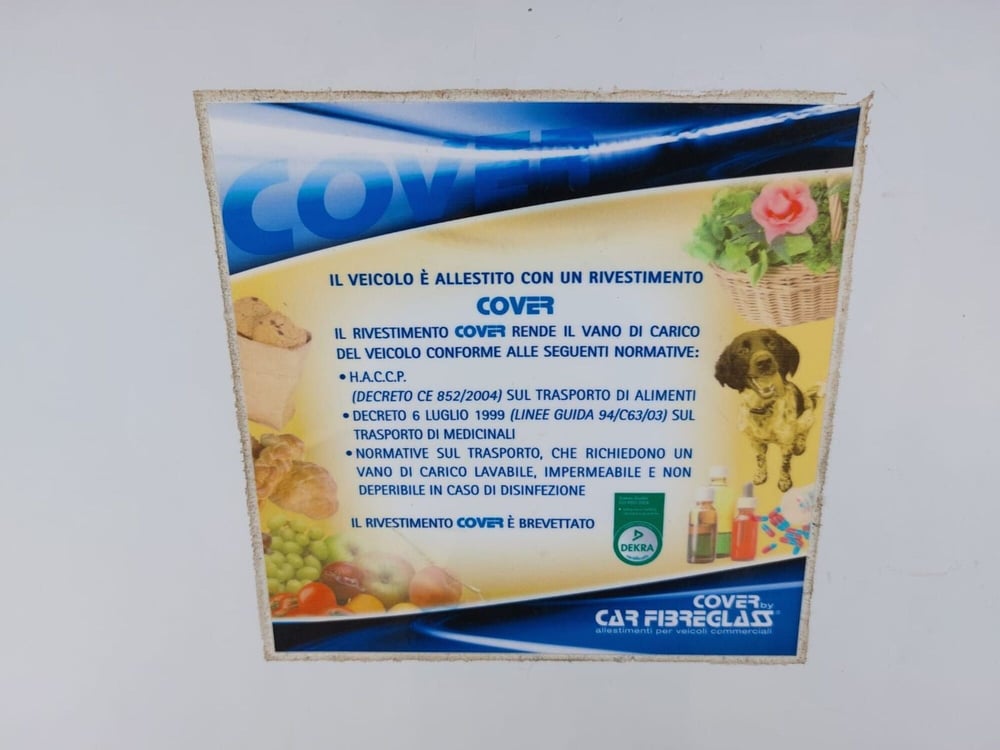 COVER
IL VEICOLO È ALLESTITO CON UN RIVESTIMENTO
COVER
IL RIVESTIMENTO COVER RENDE IL VANO DI CARICO
DEL VEICOLO CONFORME ALLE SEGUENTI NORMATIVE:
• H.A.C.C.P.
(DECRETO CE 852/2004) SUL TRASPORTO DI ALIMENTI
• DECRETO 6 LUGLIO 1999 (LINEE GUIDA 94/C63/03) SUL
TRASPORTO DI MEDICINALI
• NORMATIVE SUL TRASPORTO, CHE RICHIEDONO UN
VANO DI CARICO LAVABILE, IMPERMEABILE E NON
DEPERIBILE IN CASO DI DISINFEZIONE
IL RIVESTIMENTO COVER È BREVETTATO
DEKRA
COVER by
CAR FIBREGLASS
allestimenti per veicoli commerciali